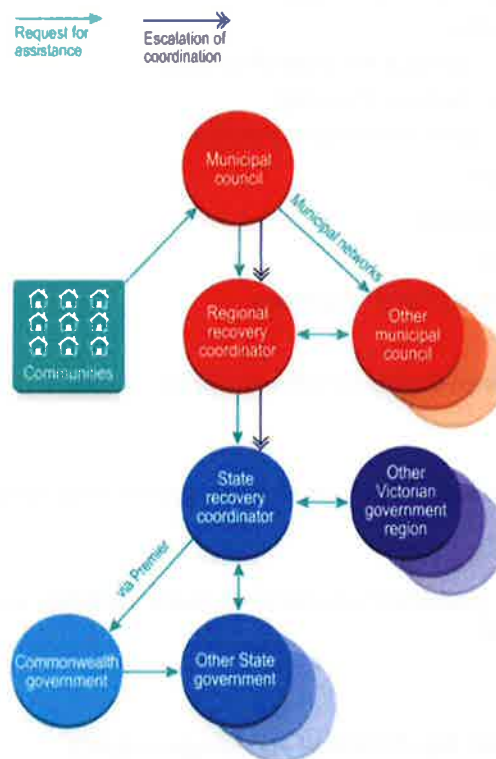 Request for
assistance
Escalation of
coordination
Municipal
council
Municipal networks
Communities
Regional
recovery
coordinator
Other
municipal
council
State
recovery
coordinator
Other
Victorian
government
region
via Premier
Commonwealth
government
Other State
government